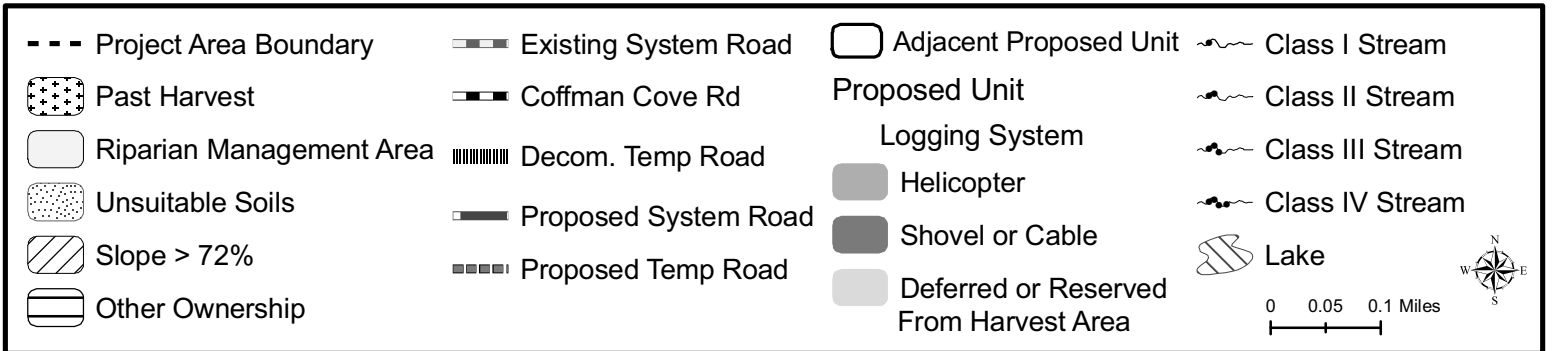 Project Area Boundary
Past Harvest
Riparian Management Area
Unsuitable Soils
Slope > 72%
Other Ownership
Existing System Road
Coffman Cove Rd
Decom. Temp Road
Proposed System Road
Proposed Temp Road
Adjacent Proposed Unit
Proposed Unit
Logging System
Helicopter
Shovel or Cable
Deferred or Reserved
From Harvest Area
Class I Stream
Class II Stream
Class III Stream
Class IV Stream
Lake
N
W E
S
0 0.05 0.1 Miles